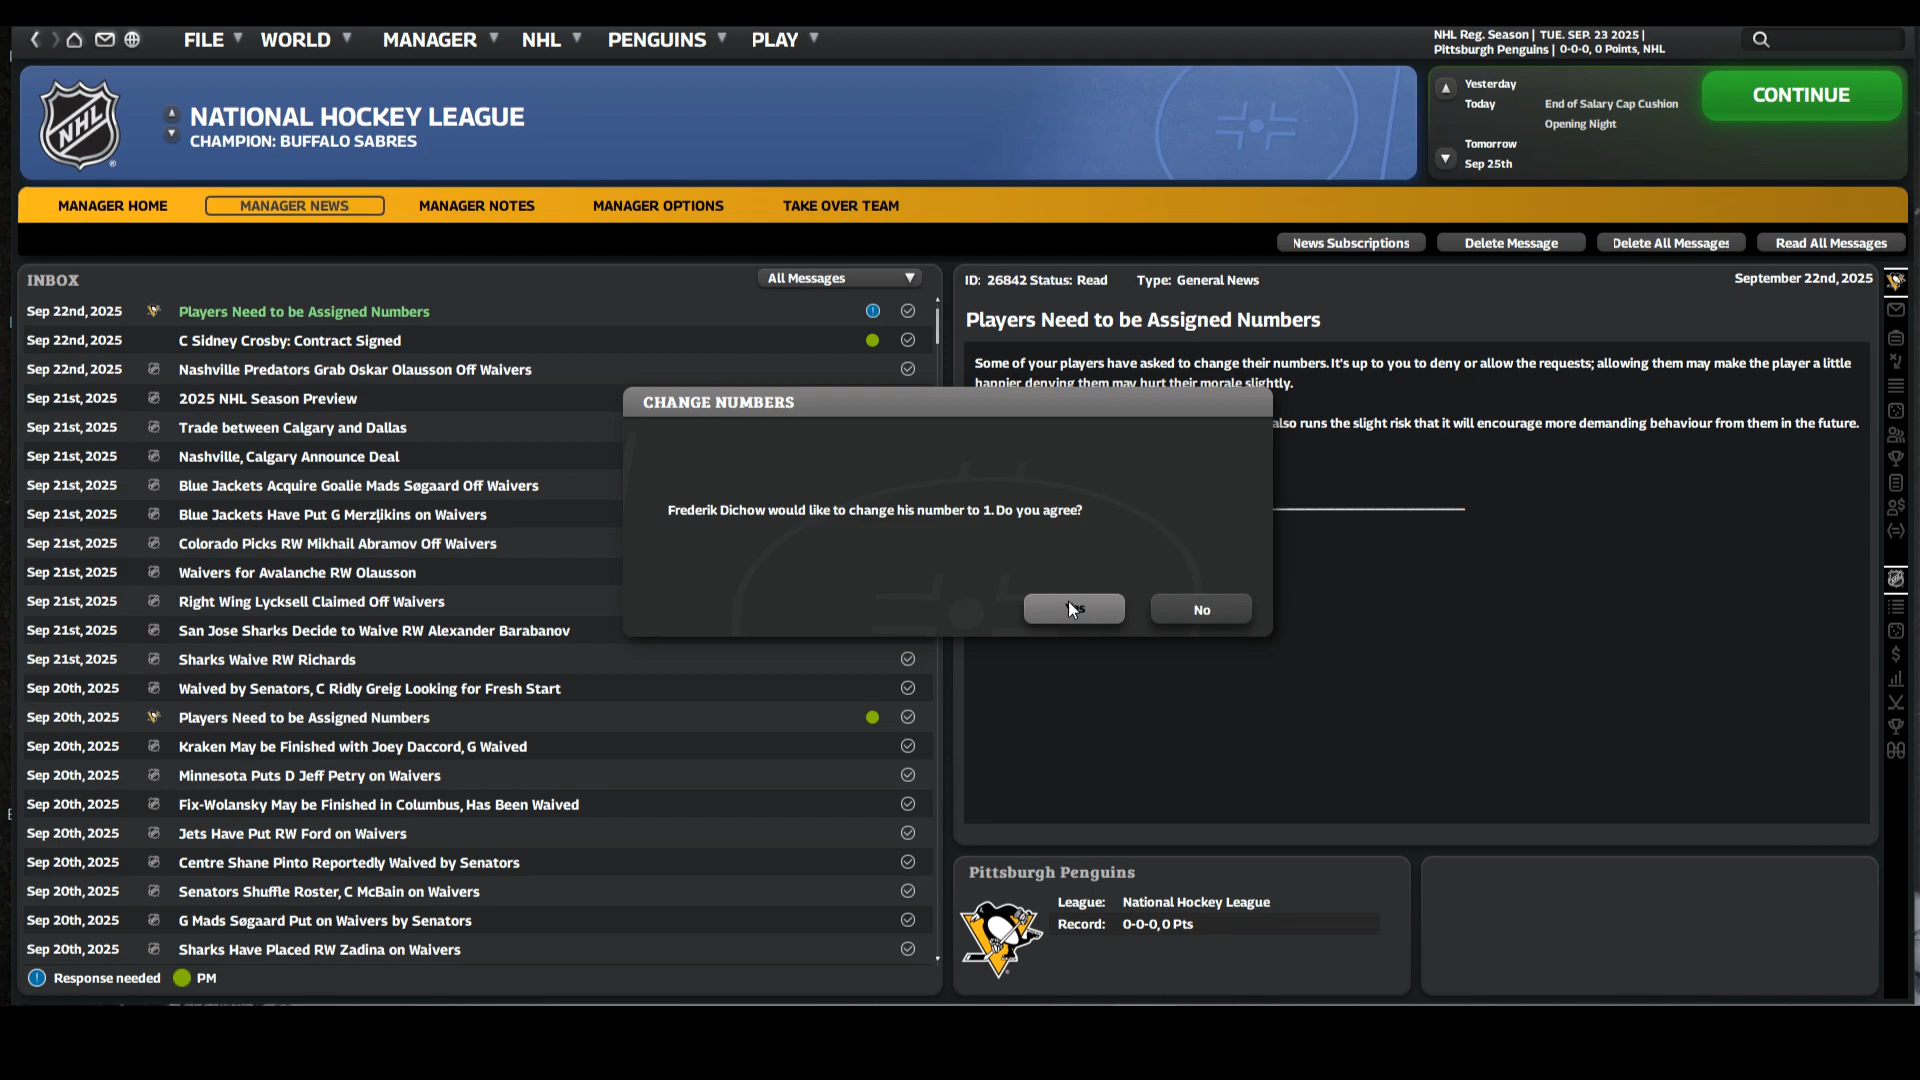 FILE
WORLD
MANAGER
NHL
PENGUINS
PLAY
NHL Reg. Season | TUE. SEP. 23 2025 |
Pittsburgh Penguins | 0-0-0, 0 Points, NHL
NHL
NATIONAL HOCKEY LEAGUE
CHAMPION: BUFFALO SABRES
Yesterday
Today
End of Salary Cap Cushion
Opening Night
Tomorrow
Sep 25th
CONTINUE
MANAGER HOME
MANAGER NEWS
MANAGER NOTES
MANAGER OPTIONS
TAKE OVER TEAM
News Subscriptions
Delete Message
Delete All Messages
Read All Messages
INBOX
All Messages
Sep 22nd, 2025 Players Need to be Assigned Numbers
Sep 22nd, 2025 C Sidney Crosby: Contract Signed
Sep 22nd, 2025 Nashville Predators Grab Oskar Olausson Off Waivers
Sep 21st, 2025 2025 NHL Season Preview
Sep 21st, 2025 Trade between Calgary and Dallas
Sep 21st, 2025 Nashville, Calgary Announce Deal
Sep 21st, 2025 Blue Jackets Acquire Goalie Mads Søgaard Off Waivers
Sep 21st, 2025 Blue Jackets Have Put G Merzļikins on Waivers
Sep 21st, 2025 Colorado Picks RW Mikhail Abramov Off Waivers
Sep 21st, 2025 Waivers for Avalanche RW Olausson
Sep 21st, 2025 Right Wing Lycksell Claimed Off Waivers
Sep 21st, 2025 San Jose Sharks Decide to Waive RW Alexander Barabanov
Sep 21st, 2025 Sharks Waive RW Richards
Sep 20th, 2025 Waived by Senators, C Ridly Greig Looking for Fresh Start
Sep 20th, 2025 Players Need to be Assigned Numbers
Sep 20th, 2025 Kraken May be Finished with Joey Daccord, G Waived
Sep 20th, 2025 Minnesota Puts D Jeff Petry on Waivers
Sep 20th, 2025 Fix-Wolansky May be Finished in Columbus, Has Been Waived
Sep 20th, 2025 Jets Have Put RW Ford on Waivers
Sep 20th, 2025 Centre Shane Pinto Reportedly Waived by Senators
Sep 20th, 2025 Senators Shuffle Roster, C McBain on Waivers
Sep 20th, 2025 G Mads Søgaard Put on Waivers by Senators
Sep 20th, 2025 Sharks Have Placed RW Zadina on Waivers
Response needed
PM
ID: 26842 Status: Read Type: General News
September 22nd, 2025
Players Need to be Assigned Numbers
Some of your players have asked to change their numbers. It's up to you to deny or allow the requests; allowing them may make the player a little
happier denying them may hurt their morale slightly.
also runs the slight risk that it will encourage more demanding behaviour from them in the future.
CHANGE NUMBERS
Frederik Dichow would like to change his number to 1. Do you agree?
No
Pittsburgh Penguins
League: National Hockey League
Record: 0-0-0, 0 Pts